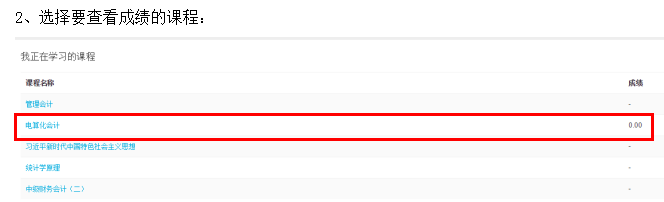 2、选择要查看成绩的课程：
我正在学习的课程
课程名称 成绩
管理会计 -
电算化会计 0.00
习近平新时代中国特色社会主义思想 -
统计学原理 -
中级财务会计（二） -